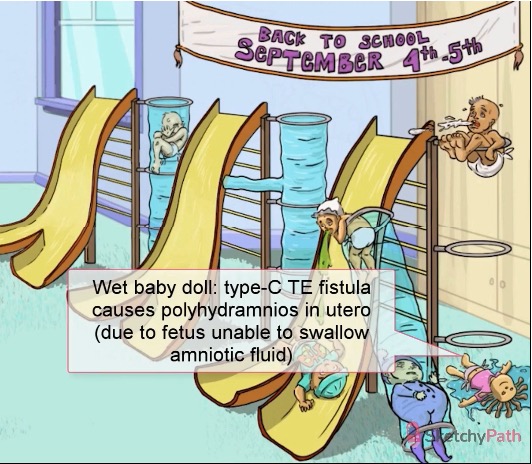 BACK TO SCHOOL
SEPTEMBER 4th-5th
Wet baby doll: type-C TE fistula
causes polyhydramnios in utero
(due to fetus unable to swallow
amniotic fluid)
SketchyPath